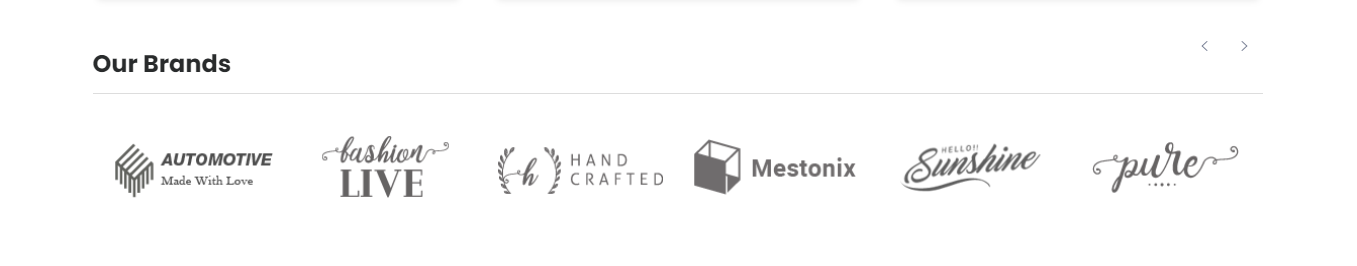 Our Brands
AUTOMOTIVE
Made With Love
fashion
LIVE
h
HAND
CRAFTED
Mestonix
HELLO!!
Sunshine
pure